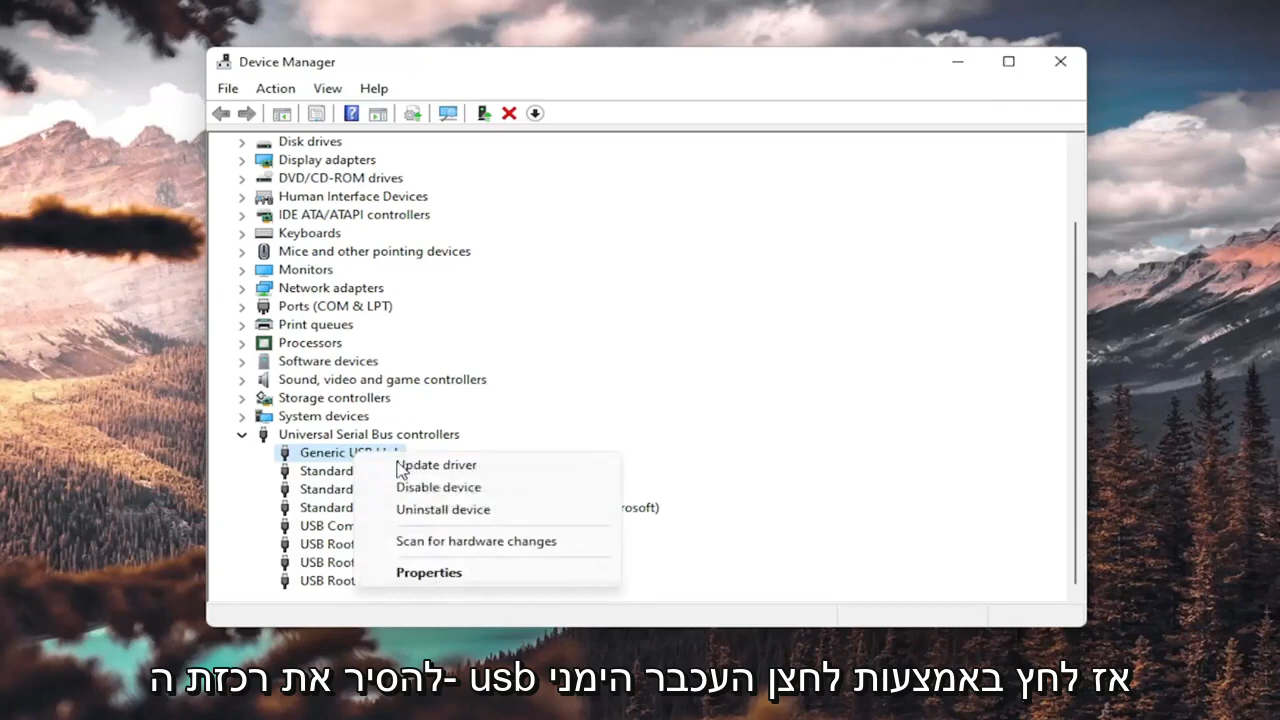 Device Manager
File Action View Help
Disk drives
Display adapters
DVD/CD-ROM drives
Human Interface Devices
IDE ATA/ATAPI controllers
Keyboards
Mice and other pointing devices
Monitors
Network adapters
Ports (COM & LPT)
Print queues
Processors
Software devices
Sound, video and game controllers
Storage controllers
System devices
Universal Serial Bus controllers
Generic USB Hub
Update driver
Standard
Disable device
Standard
Uninstall device
Standard rosoft)
USB Com
Scan for hardware changes
USB Root
USB Root
Properties
USB Root
אז לחץ באמצעות לחצן העכבר הימני usb -להסיר את רכזת ה